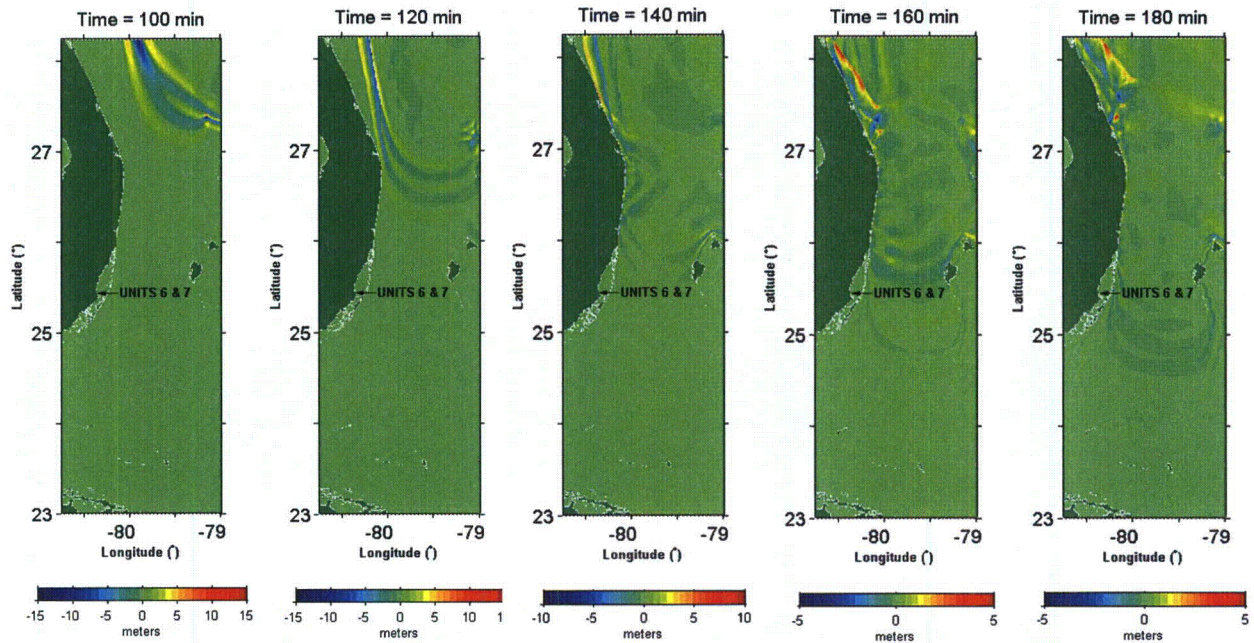 Time = 100 min
27
25
23
-80
-79
Latitude (°)
Longitude (°)
UNITS 6 & 7
-15 -10 -5 0 5 10 15
meters
Time = 120 min
27
25
23
-80
-79
Latitude (°)
Longitude (°)
UNITS 6 & 7
-15 -10 -5 0 5 10 1
meters
Time = 140 min
27
25
23
-80
-79
Latitude (°)
Longitude (°)
UNITS 6 & 7
-10 -5 0 5 10
meters
Time = 160 min
27
25
23
-80
-79
Latitude (°)
Longitude (°)
UNITS 6 & 7
-5 0 5
meters
Time = 180 min
27
25
23
-80
-79
Latitude (°)
Longitude (°)
UNITS 6 & 7
-5 0 5
meters